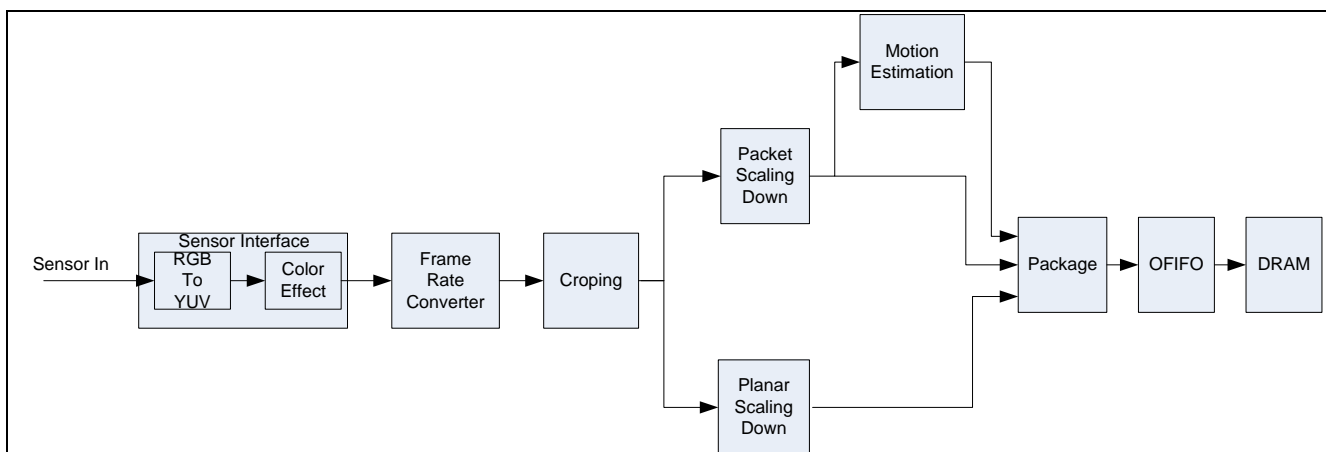 Sensor In
Sensor Interface
RGB
To
YUV
Color
Effect
Frame
Rate
Converter
Croping
Packet
Scaling
Down
Motion
Estimation
Planar
Scaling
Down
Package
OFIFO
DRAM